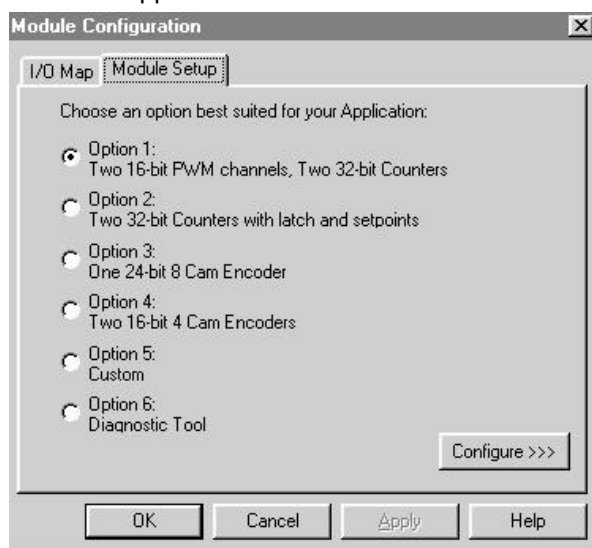 Module Configuration
I/O Map
Module Setup
Choose an option best suited for your Application:
Option 1:
Two 16-bit PWM channels, Two 32-bit Counters
Option 2:
Two 32-bit Counters with latch and setpoints
Option 3:
One 24-bit 8 Cam Encoder
Option 4:
Two 16-bit 4 Cam Encoders
Option 5:
Custom
Option 6:
Diagnostic Tool
Configure >>>
OK
Cancel
Apply
Help